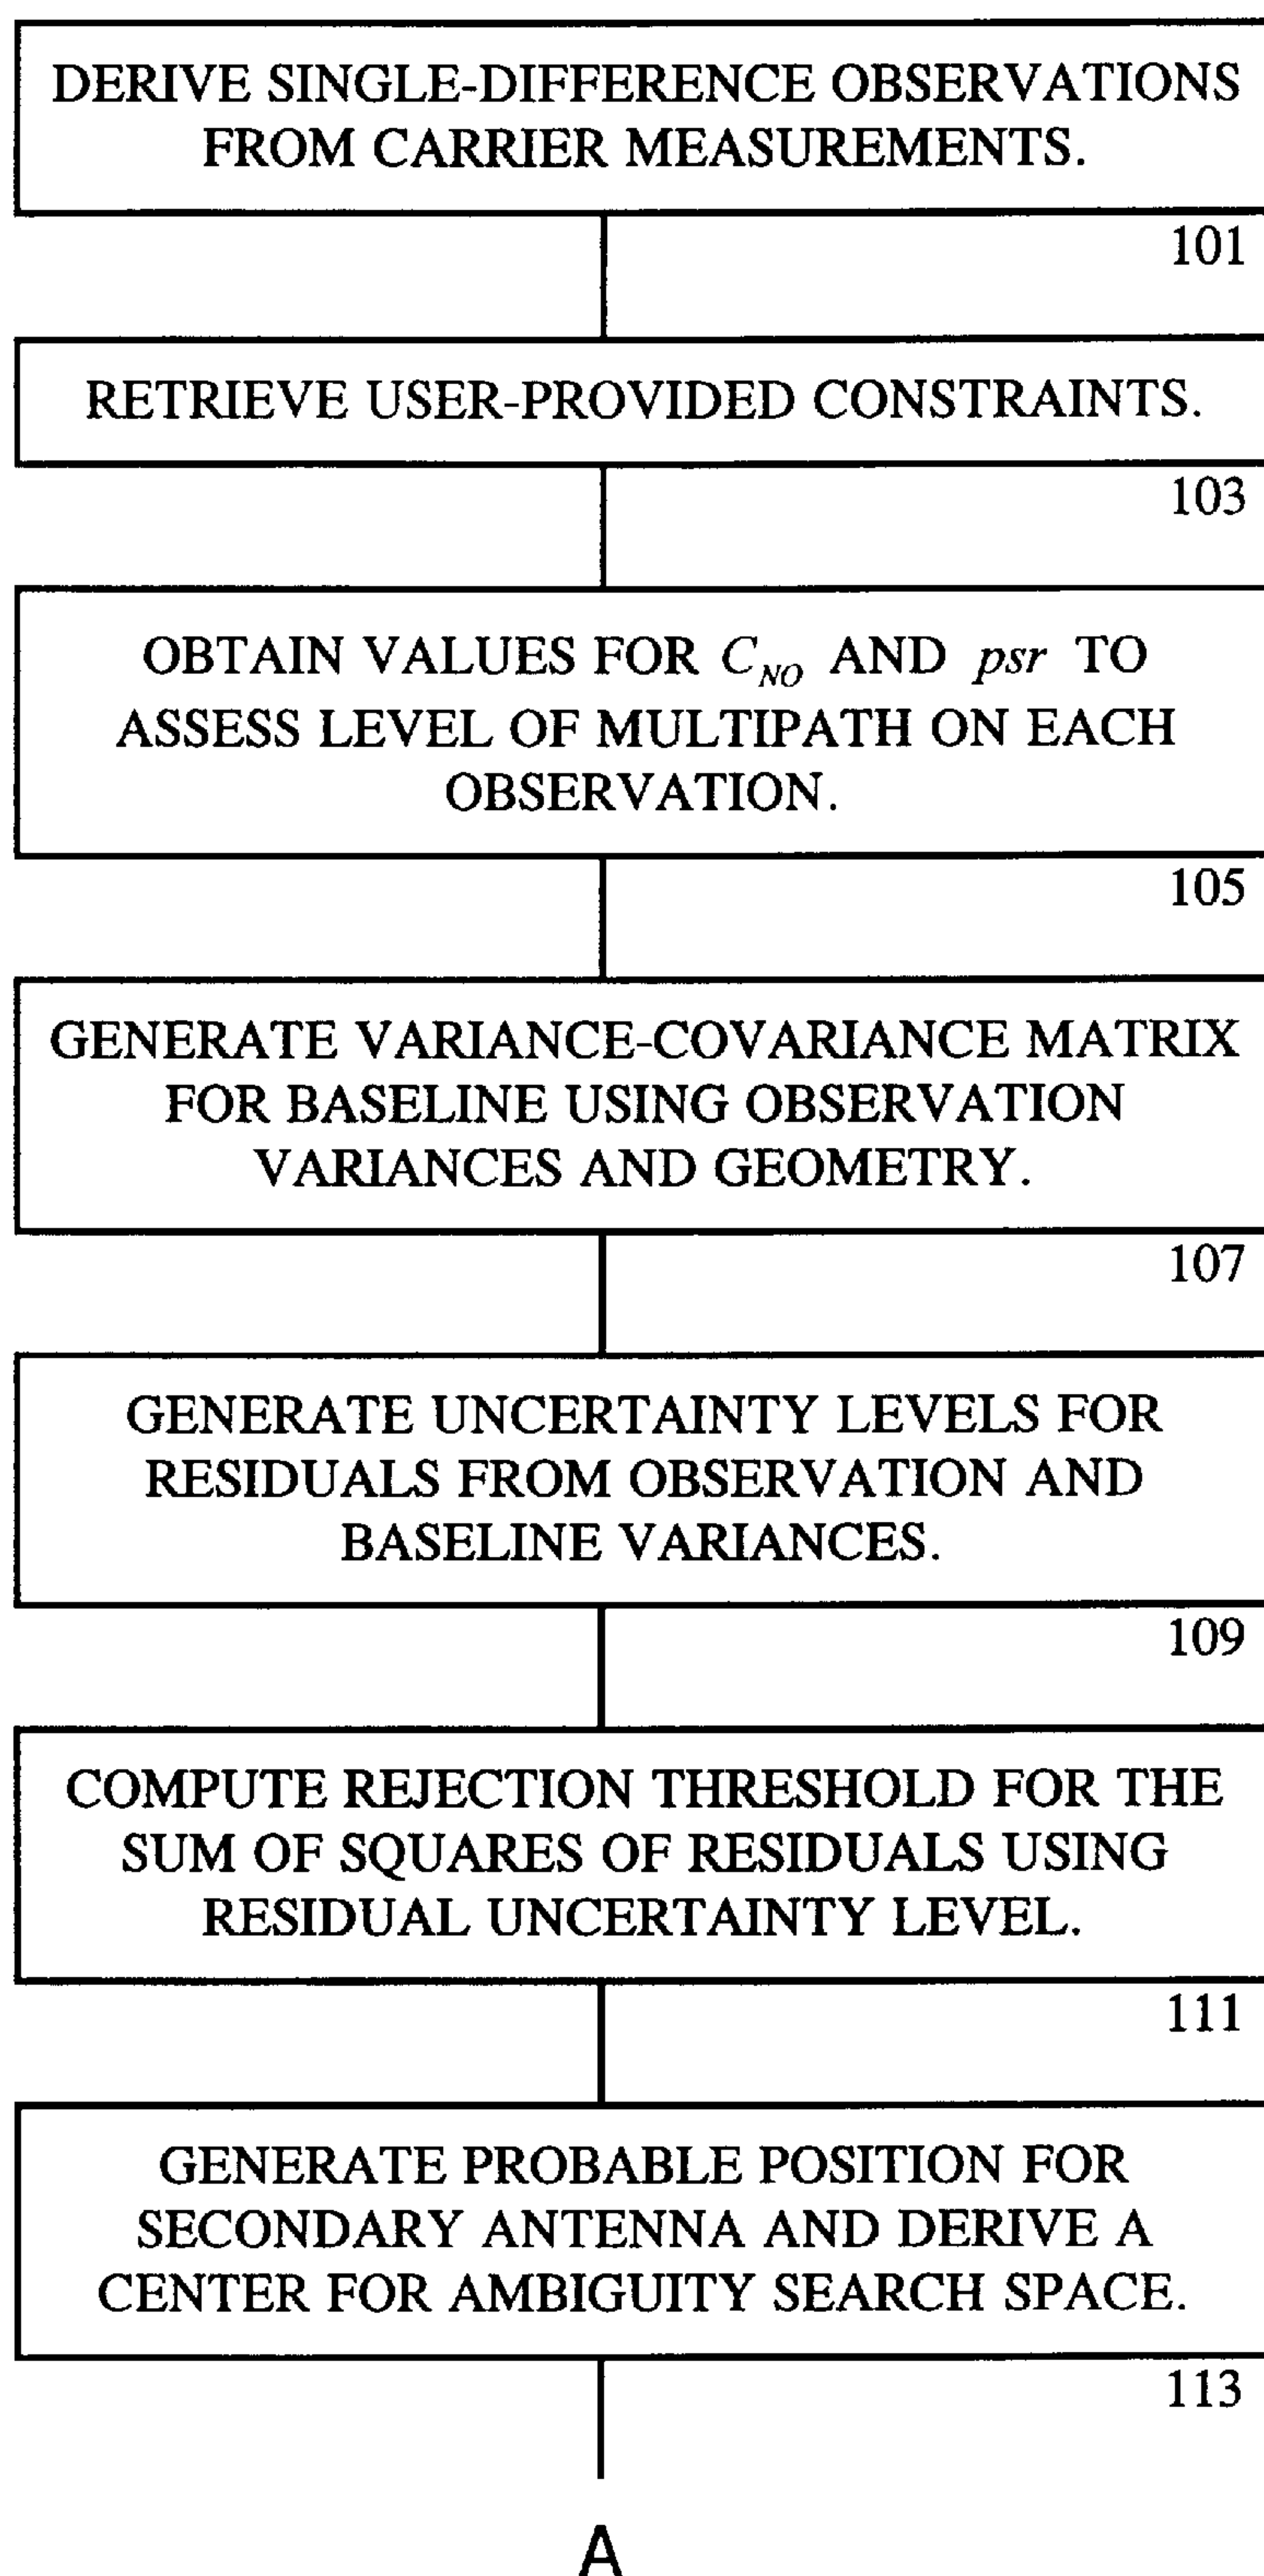 DERIVE SINGLE-DIFFERENCE OBSERVATIONS
FROM CARRIER MEASUREMENTS.
101
RETRIEVE USER-PROVIDED CONSTRAINTS.
103
OBTAIN VALUES FOR C_NO AND psr TO
ASSESS LEVEL OF MULTIPATH ON EACH
OBSERVATION.
105
GENERATE VARIANCE-COVARIANCE MATRIX
FOR BASELINE USING OBSERVATION
VARIANCES AND GEOMETRY.
107
GENERATE UNCERTAINTY LEVELS FOR
RESIDUALS FROM OBSERVATION AND
BASELINE VARIANCES.
109
COMPUTE REJECTION THRESHOLD FOR THE
SUM OF SQUARES OF RESIDUALS USING
RESIDUAL UNCERTAINTY LEVEL.
111
GENERATE PROBABLE POSITION FOR
SECONDARY ANTENNA AND DERIVE A
CENTER FOR AMBIGUITY SEARCH SPACE.
113
A